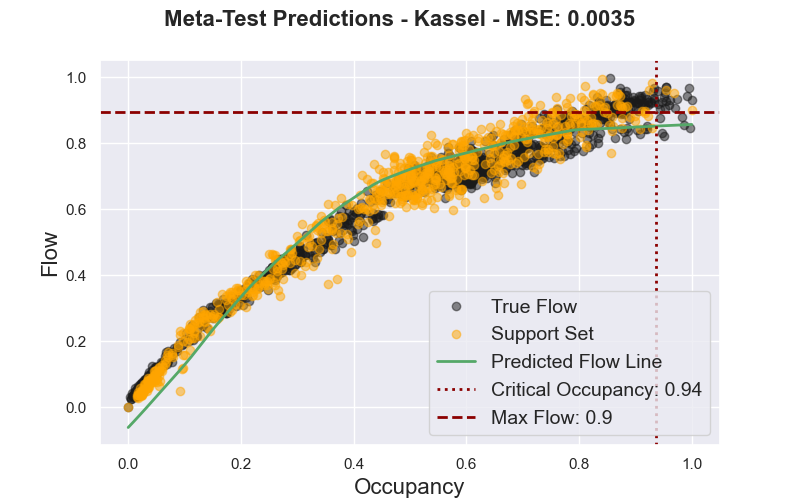 Meta-Test Predictions - Kassel - MSE: 0.0035
1.0
0.8
0.6
0.4
0.2
0.0
Flow
True Flow
Support Set
Predicted Flow Line
Critical Occupancy: 0.94
Max Flow: 0.9
0.0 0.2 0.4 0.6 0.8 1.0
Occupancy